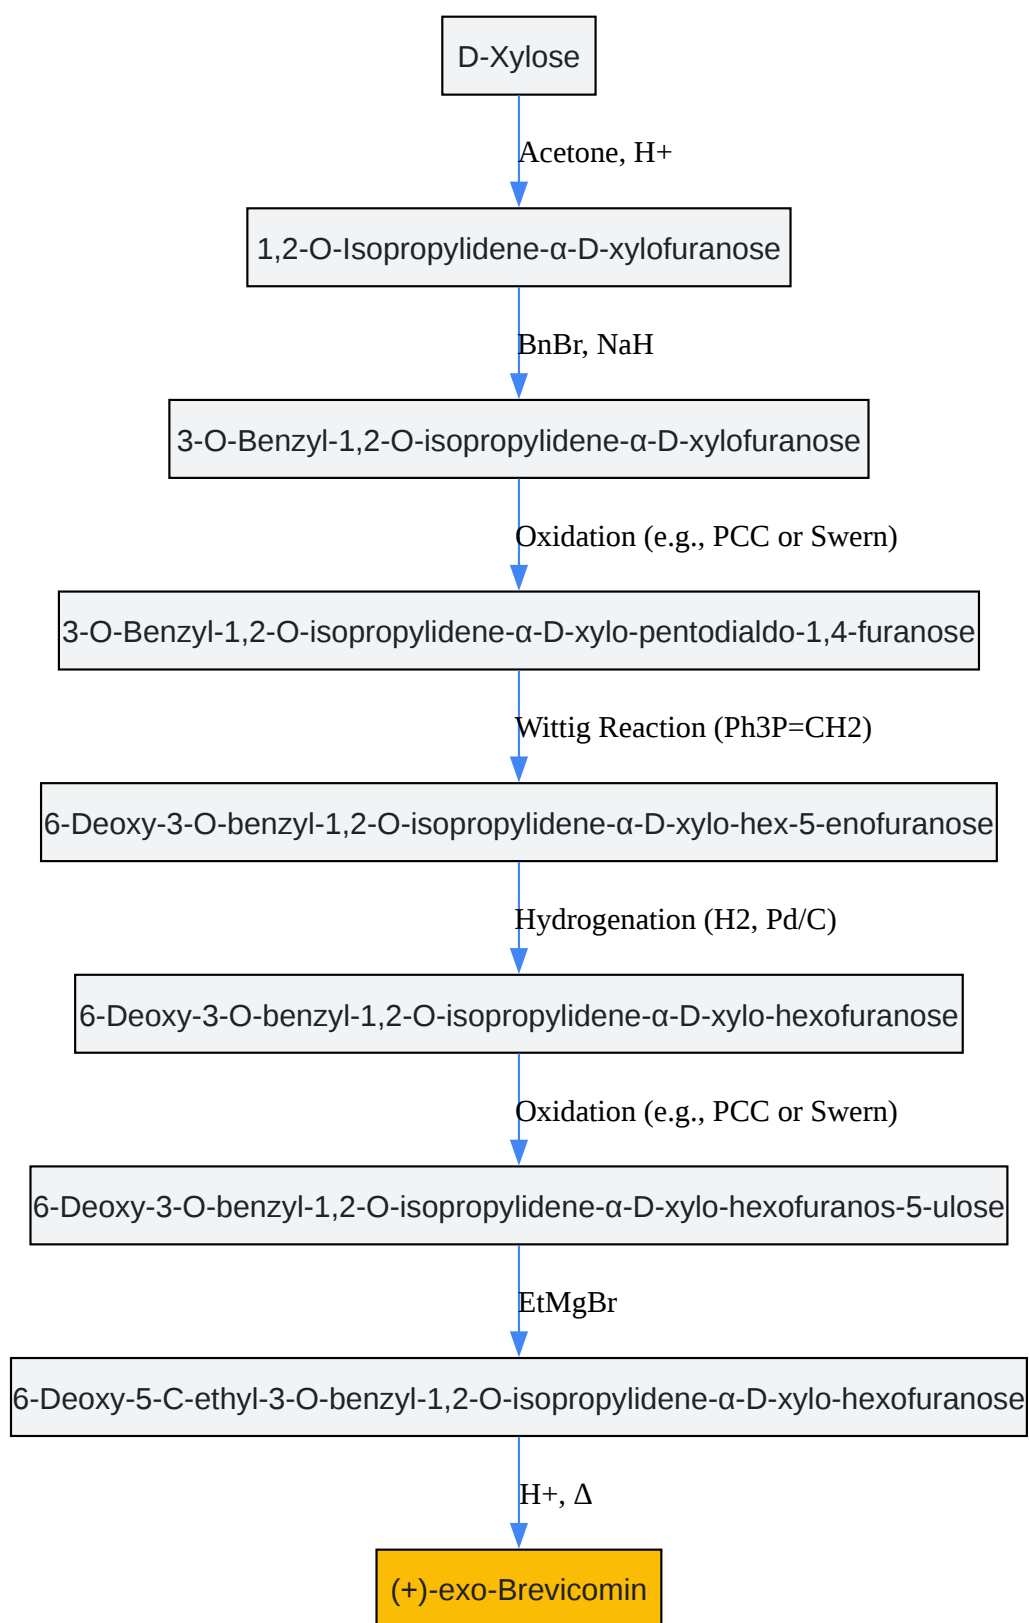 D-Xylose
Acetone, H+
1,2-O-Isopropylidene-α-D-xylofuranose
BnBr, NaH
3-O-Benzyl-1,2-O-isopropylidene-α-D-xylofuranose
Oxidation (e.g., PCC or Swern)
3-O-Benzyl-1,2-O-isopropylidene-α-D-xylo-pentodialdo-1,4-furanose
Wittig Reaction (Ph3P=CH2)
6-Deoxy-3-O-benzyl-1,2-O-isopropylidene-α-D-xylo-hex-5-enofuranose
Hydrogenation (H2, Pd/C)
6-Deoxy-3-O-benzyl-1,2-O-isopropylidene-α-D-xylo-hexofuranose
Oxidation (e.g., PCC or Swern)
6-Deoxy-3-O-benzyl-1,2-O-isopropylidene-α-D-xylo-hexofuranos-5-ulose
EtMgBr
6-Deoxy-5-C-ethyl-3-O-benzyl-1,2-O-isopropylidene-α-D-xylo-hexofuranose
H+, Δ
(+)-exo-Brevicomin